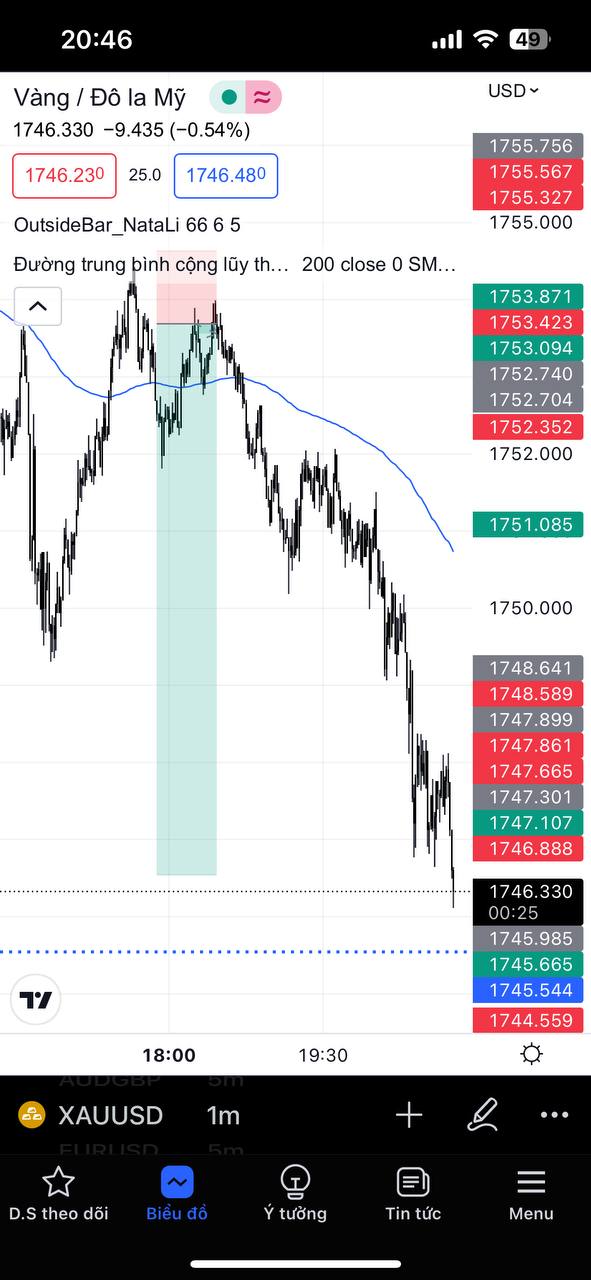 20:46
49
Vàng / Đô la Mỹ
USD
1746.330 −9.435 (−0.54%)
1746.230
25.0
1746.480
OutsideBar_NataLi 66 6 5
Đường trung bình cộng lũy th… 200 close 0 SM…
1755.756
1755.567
1755.327
1755.000
1753.871
1753.423
1753.094
1752.740
1752.704
1752.352
1752.000
1751.085
1750.000
1748.641
1748.589
1747.899
1747.861
1747.665
1747.301
1747.107
1746.888
1746.330
00:25
1745.985
1745.665
1745.544
1744.559
18:00
19:30
AUDGBP 5m
XAUUSD 1m
EURUSD 5m
D.S theo dõi
Biểu đồ
Ý tưởng
Tin tức
Menu